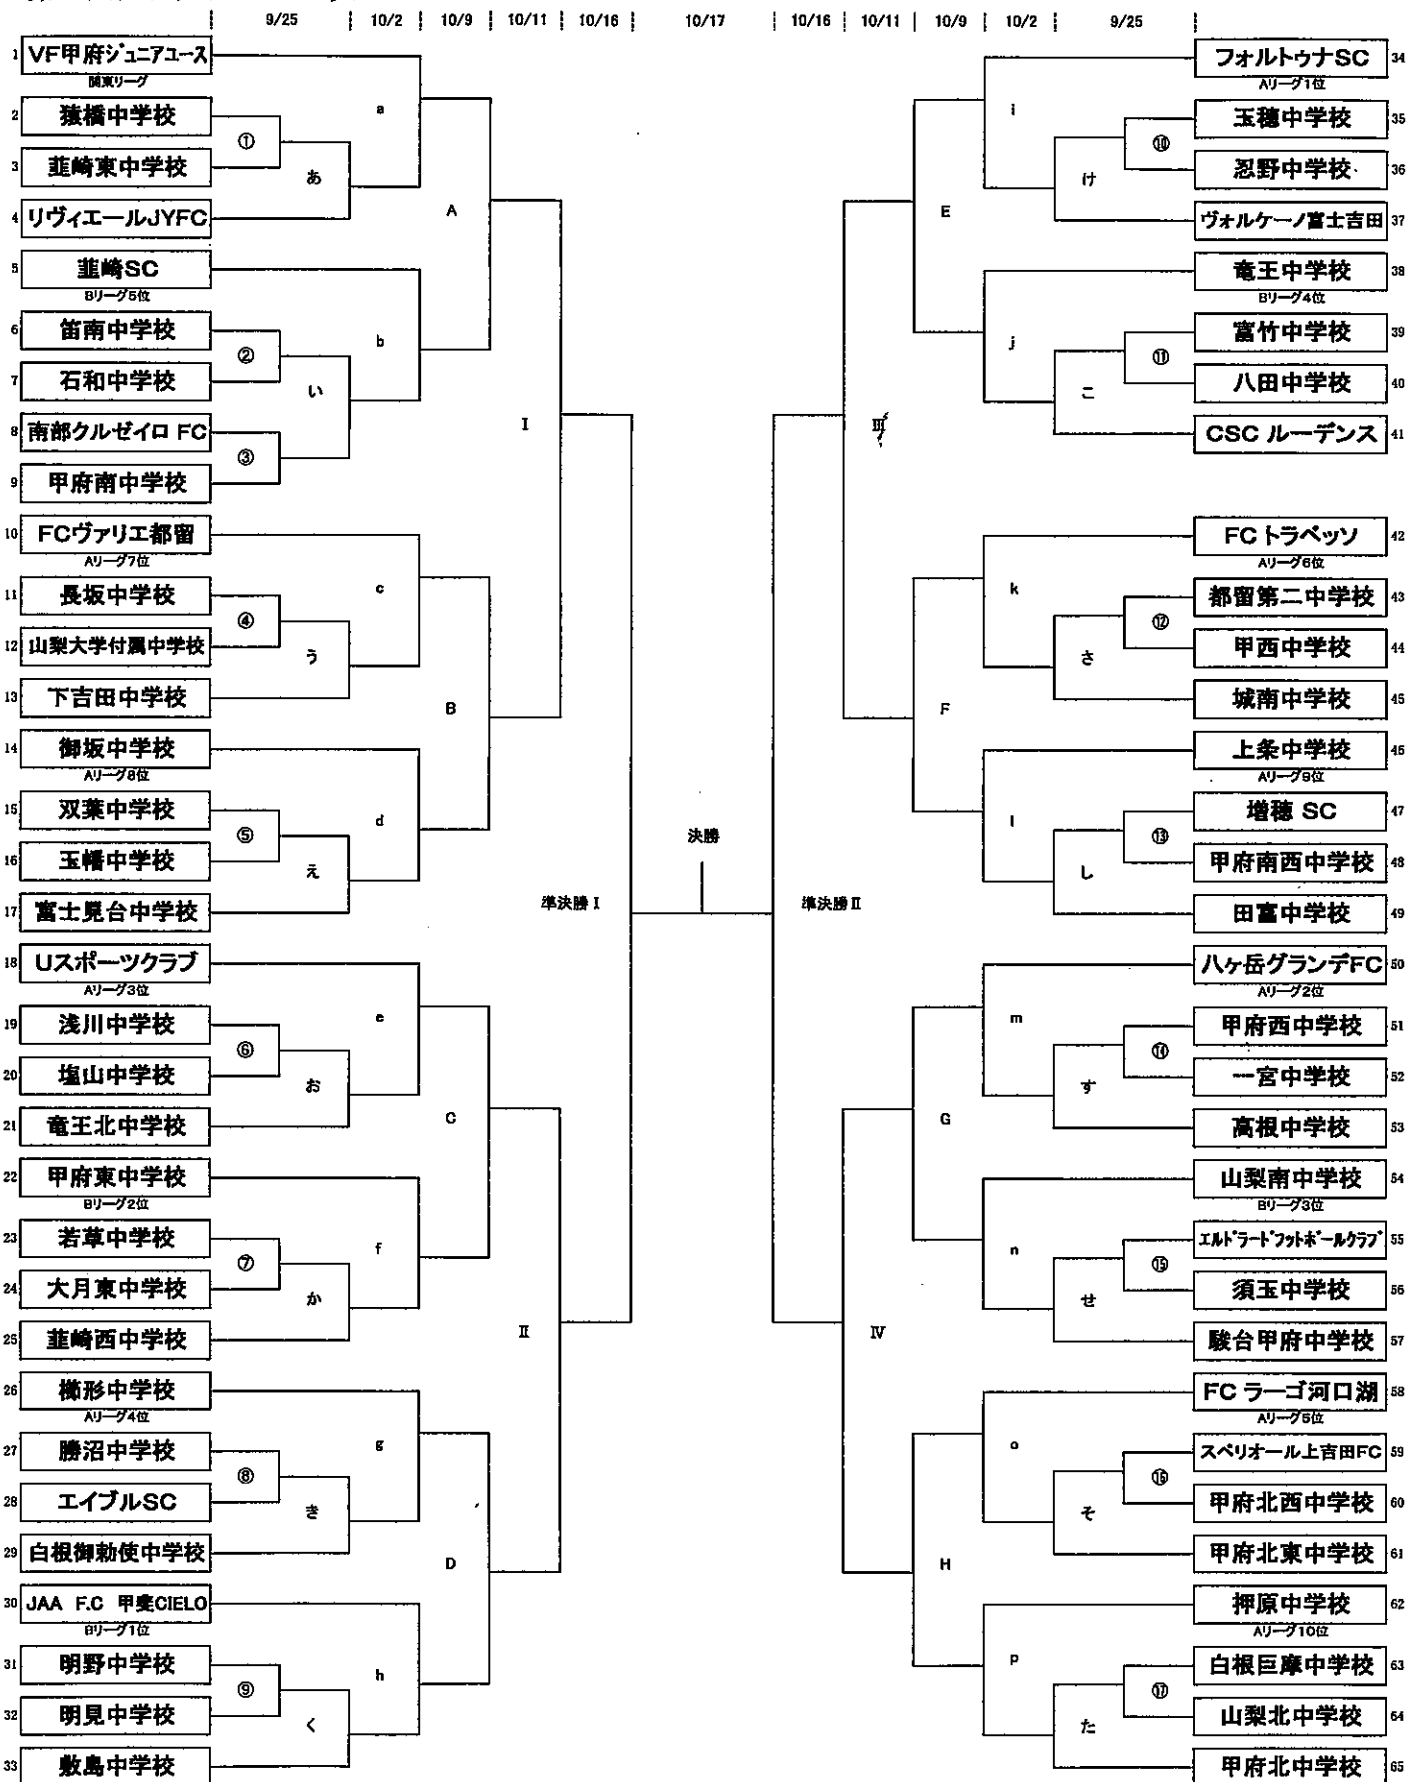 9/25 10/2 10/9 10/11 10/16 10/17 10/16 10/11 10/9 10/2 9/25
1 VF甲府ジュニアユース
関東リーグ
2 猿橋中学校
①
3 韮崎東中学校
あ
a
4 リヴィエールJYFC
A
5 韮崎SC
Bリーグ5位
6 笛南中学校
②
b
7 石和中学校
い
8 南部クルゼイロ FC
③
I
9 甲府南中学校
10 FCヴァリエ都留
Aリーグ7位
11 長坂中学校
④
c
12 山梨大学付属中学校
う
13 下吉田中学校
B
14 御坂中学校
Aリーグ8位
15 双葉中学校
⑤
d
16 玉幡中学校
え
17 富士見台中学校
準決勝 I
18 Uスポーツクラブ
Aリーグ3位
19 浅川中学校
⑥
e
20 塩山中学校
お
21 竜王北中学校
C
22 甲府東中学校
Bリーグ2位
23 若草中学校
⑦
f
24 大月東中学校
か
25 韮崎西中学校
II
26 櫛形中学校
Aリーグ4位
27 勝沼中学校
⑧
g
28 エイブルSC
き
29 白根御勅使中学校
D
30 JAA F.C 甲斐CIELO
Bリーグ1位
31 明野中学校
⑨
h
32 明見中学校
く
33 敷島中学校
決勝
フォルトゥナSC 34
Aリーグ1位
i
玉穂中学校 35
⑩
忍野中学校 36
け
ヴォルケーノ富士吉田 37
E
竜王中学校 38
Bリーグ4位
j
富竹中学校 39
⑪
八田中学校 40
こ
CSC ルーデンス 41
III
FCトラベッソ 42
Aリーグ6位
k
都留第二中学校 43
⑫
甲西中学校 44
さ
城南中学校 45
F
上条中学校 46
Aリーグ9位
l
増穂 SC 47
⑬
甲府南西中学校 48
し
田富中学校 49
準決勝 II
八ヶ岳グランデFC 50
Aリーグ2位
m
甲府西中学校 51
⑭
一宮中学校 52
す
高根中学校 53
G
山梨南中学校 54
Bリーグ3位
n
エルドラードフットボールクラブ 55
⑮
須玉中学校 56
せ
駿台甲府中学校 57
IV
FC ラーゴ河口湖 58
Aリーグ5位
o
スペリオール上吉田FC 59
⑯
甲府北西中学校 60
そ
甲府北東中学校 61
H
押原中学校 62
Aリーグ10位
p
白根巨摩中学校 63
⑰
山梨北中学校 64
た
甲府北中学校 65